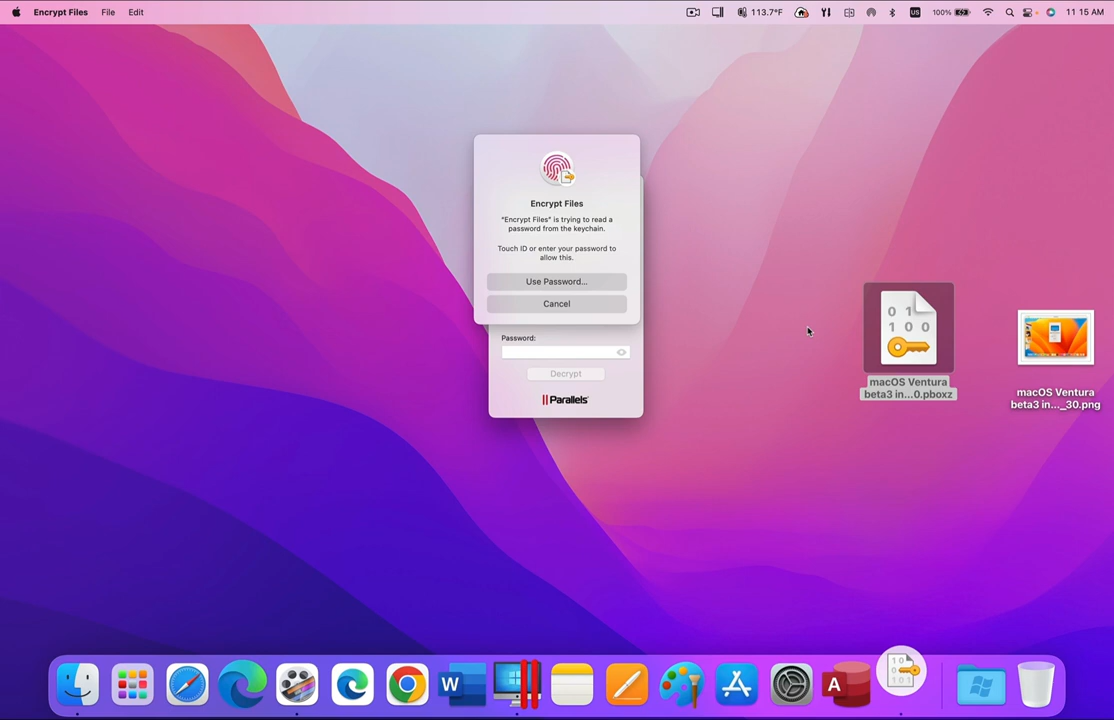 Encrypt Files File Edit 113.7°F US 100% 11 15 AM
Encrypt Files
"Encrypt Files" is trying to read a
password from the keychain.
Touch ID or enter your password to
allow this.
Use Password...
Cancel
Password:
Decrypt
Parallels
0 1
1 0 0
macOS Ventura
beta3 in...0.pboxz
macOS Ventura
beta3 in..._30.png
W
A